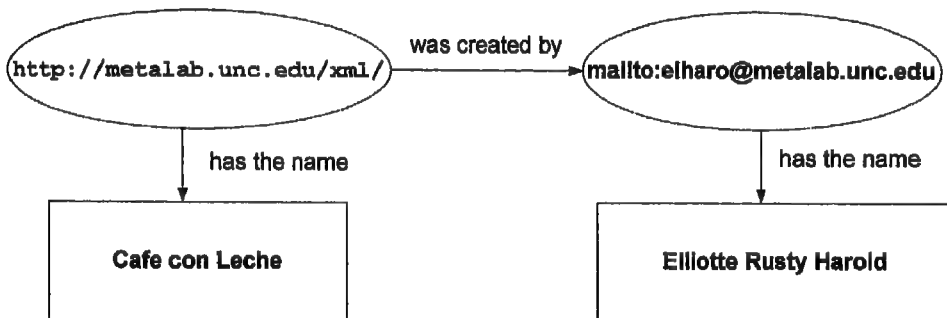 was created by
http://metalab.unc.edu/xml/
mailto:elharo@metalab.unc.edu
has the name
has the name
Cafe con Leche
Elliotte Rusty Harold